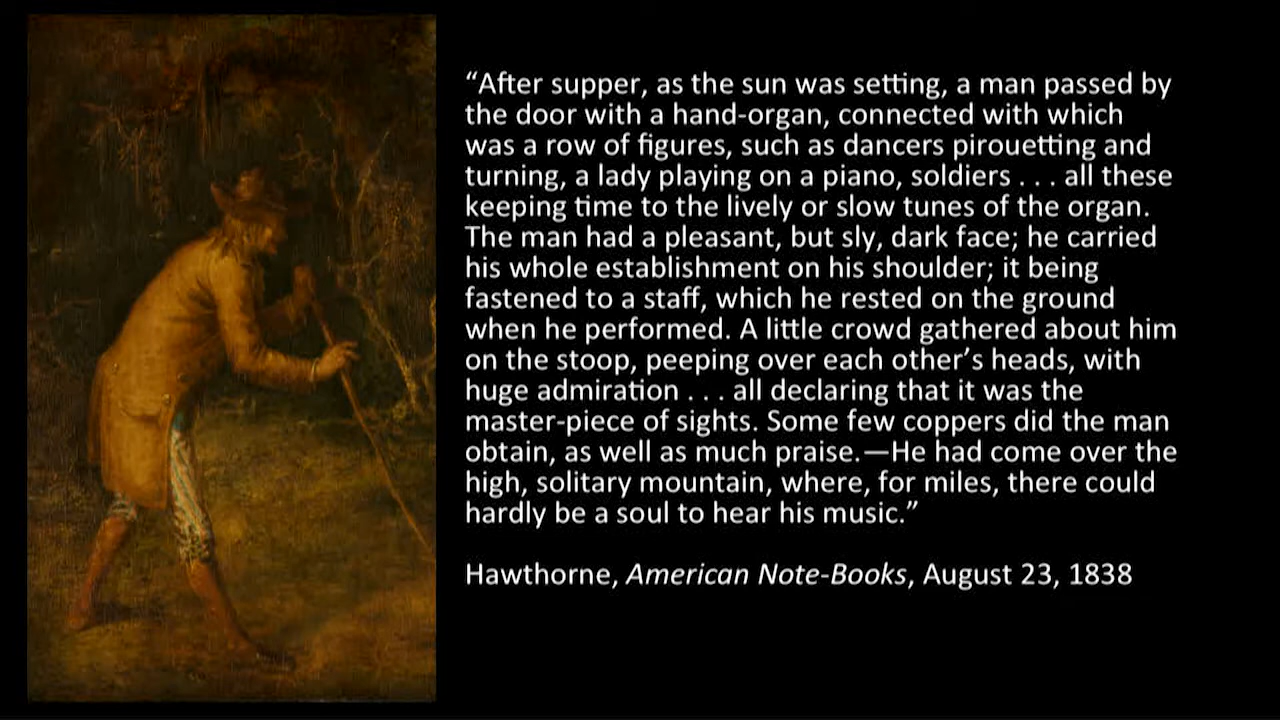 “After supper, as the sun was setting, a man passed by
the door with a hand-organ, connected with which
was a row of figures, such as dancers pirouetting and
turning, a lady playing on a piano, soldiers . . . all these
keeping time to the lively or slow tunes of the organ.
The man had a pleasant, but sly, dark face; he carried
his whole establishment on his shoulder; it being
fastened to a staff, which he rested on the ground
when he performed. A little crowd gathered about him
on the stoop, peeping over each other’s heads, with
huge admiration . . . all declaring that it was the
master-piece of sights. Some few coppers did the man
obtain, as well as much praise.—He had come over the
high, solitary mountain, where, for miles, there could
hardly be a soul to hear his music.”
Hawthorne, American Note-Books, August 23, 1838